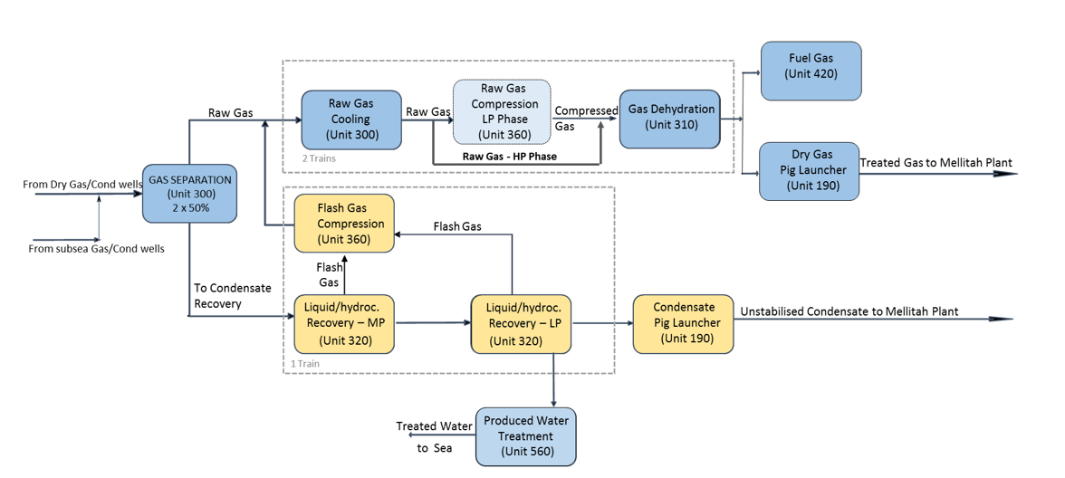 Fuel Gas
(Unit 420)
Raw Gas
Raw Gas
Cooling
(Unit 300)
Raw Gas
Raw Gas
Compression
LP Phase
(Unit 360)
Compressed
Gas
Gas Dehydration
(Unit 310)
Raw Gas - HP Phase
2 Trains
Dry Gas
Pig Launcher
(Unit 190)
Treated Gas to Mellitah Plant
From Dry Gas/Cond wells
GAS SEPARATION
(Unit 300)
2 x 50%
From subsea Gas/Cond wells
Flash Gas
Compression
(Unit 360)
Flash Gas
Flash
Gas
To Condensate
Recovery
Liquid/hydroc.
Recovery – MP
(Unit 320)
Liquid/hydroc.
Recovery – LP
(Unit 320)
Condensate
Pig Launcher
(Unit 190)
Unstabilised Condensate to Mellitah Plant
1 Train
Treated Water
to Sea
Produced Water
Treatment
(Unit 560)